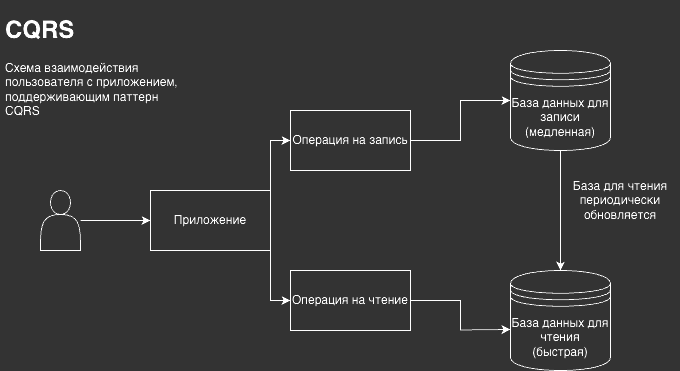 CQRS
Схема взаимодействия
пользователя с приложением,
поддерживающим паттерн
CQRS
База данных для
записи
(медленная)
Операция на запись
База для чтения
периодически
обновляется
Приложение
Операция на чтение
База данных для
чтения
(быстрая)